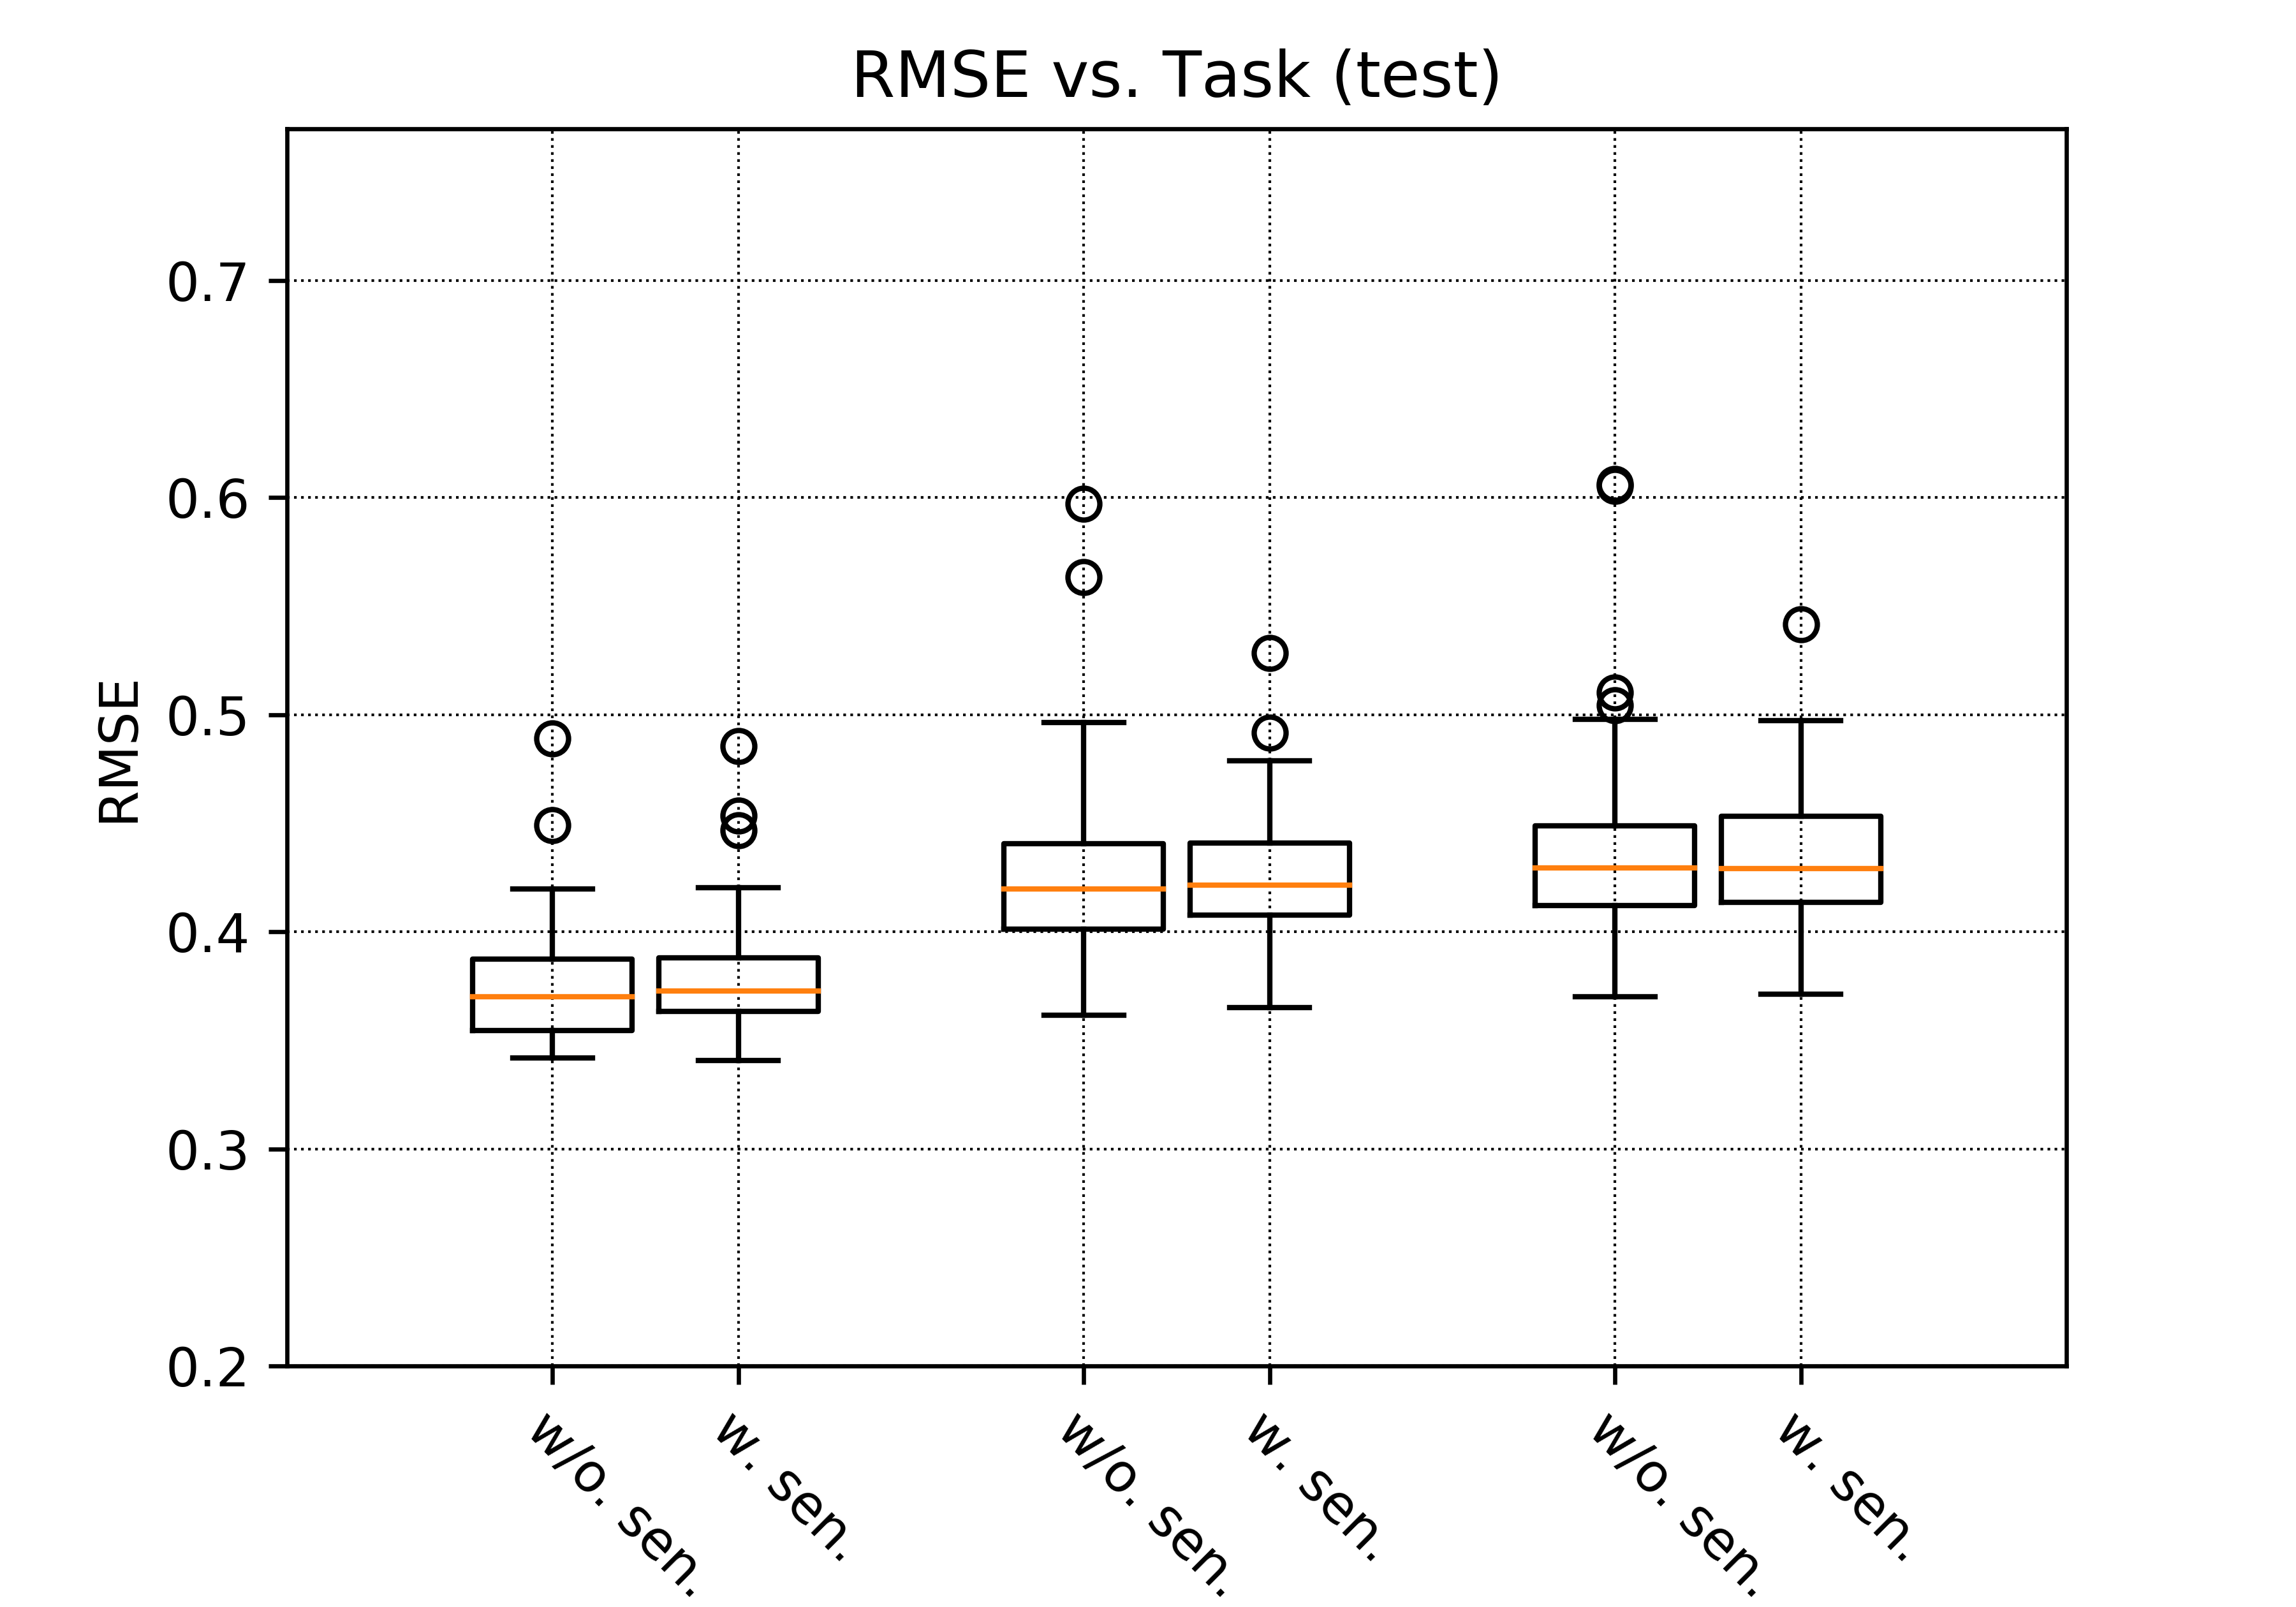 RMSE vs. Task (test)
RMSE
0.7
0.6
0.5
0.4
0.3
0.2
w/o. sen.
w. sen.
w/o. sen.
w. sen.
w/o. sen.
w. sen.